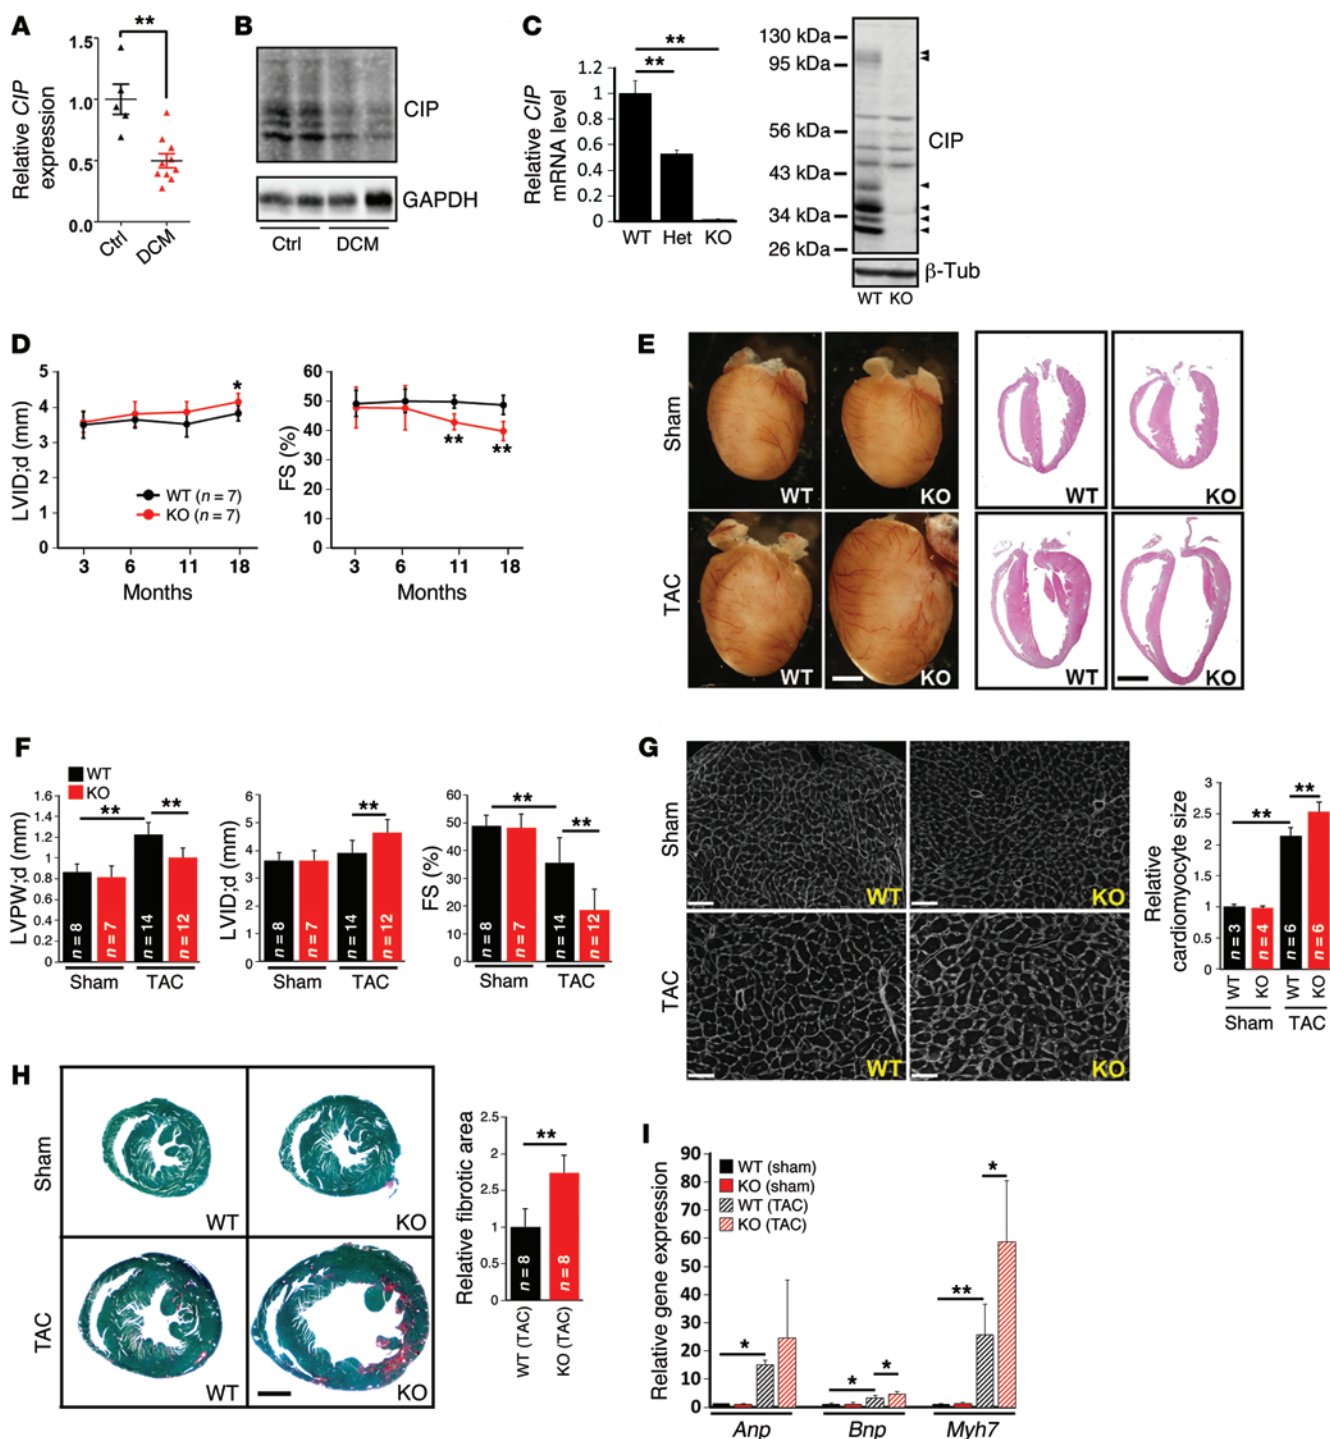 A
**
1.5
1.0
0.5
0.0
Relative CIP
expression
Ctrl
DCM
B
CIP
GAPDH
Ctrl
DCM
C
**
**
1.2
1
0.8
0.6
0.4
0.2
0
Relative CIP
mRNA level
WT Het KO
130 kDa
95 kDa
56 kDa
43 kDa
34 kDa
26 kDa
CIP
β-Tub
WT KO
D
5
4
3
2
1
0
LVID;d (mm)
*
WT (n = 7)
KO (n = 7)
3 6 11 18
Months
60
50
40
30
20
10
60
FS (%)
**
**
3 6 11 18
Months
E
Sham
WT
KO
WT
KO
TAC
WT
KO
WT
KO
F
WT
KO
1.6
1.4
1.2
1
0.8
0.6
0.4
0.2
0
LVPW;d (mm)
**
**
n = 8
n = 7
n = 14
n = 12
Sham TAC
6
5
4
3
2
1
0
LVID;d (mm)
**
n = 8
n = 7
n = 14
n = 12
Sham TAC
60
50
40
30
20
10
0
FS (%)
**
**
n = 8
n = 7
n = 14
n = 12
Sham TAC
G
Sham
WT
KO
TAC
WT
KO
3
2.5
2
1.5
1
0.5
0
Relative
cardiomyocyte size
**
**
n = 3
n = 4
n = 6
n = 6
WT
KO
WT
KO
Sham TAC
H
Sham
WT
KO
TAC
WT
KO
2.5
2
2.5
1
0.5
0
Relative fibrotic area
**
n = 8
n = 8
WT (TAC)
KO (TAC)
I
90
80
70
60
50
40
30
20
10
0
Relative gene expression
WT (sham)
KO (sham)
WT (TAC)
KO (TAC)
*
*
*
**
*
Anp Bnp Myh7